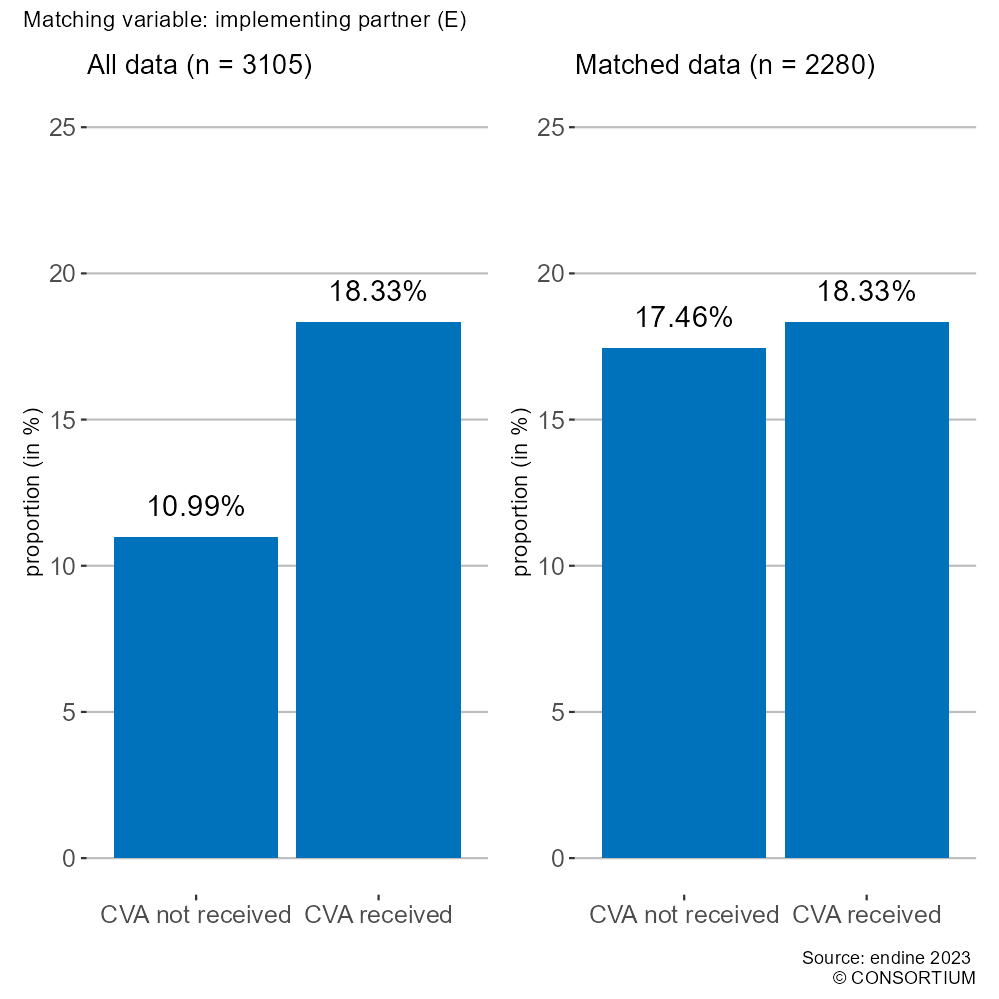 Matching variable: implementing partner (E)
All data (n = 3105)
25
20
15
10
5
0
proportion (in %)
10.99%
18.33%
CVA not received
CVA received
Matched data (n = 2280)
25
20
15
10
5
0
proportion (in %)
17.46%
18.33%
CVA not received
CVA received
Source: endine 2023
© CONSORTIUM